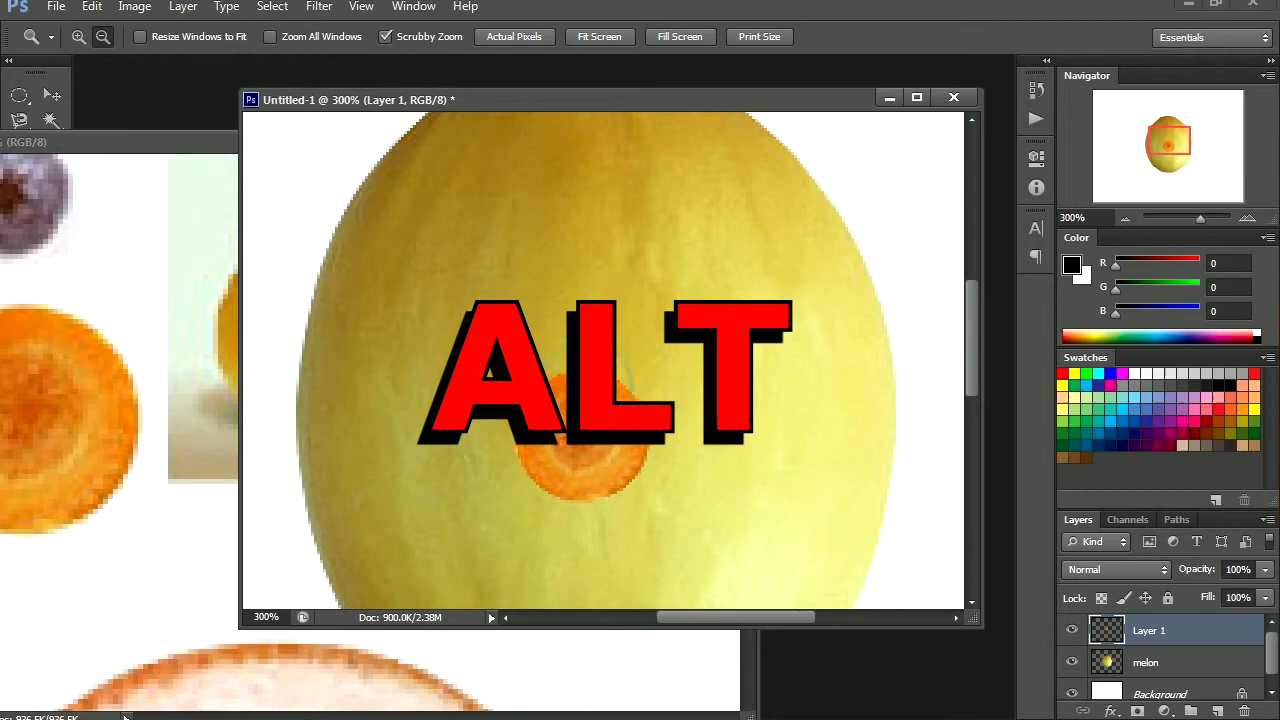 Ps File Edit Image Layer Type Select Filter View Window Help
Resize Windows to Fit Zoom All Windows Scrubby Zoom Actual Pixels Fit Screen Fill Screen Print Size Essentials
Navigator
Ps Untitled-1 @ 300% (Layer 1, RGB/8) *
% (RGB/8)
300%
Color
R 0
G 0
B 0
ALT
Swatches
Layers Channels Paths
Kind
Normal Opacity: 100%
Lock: Fill: 100%
300% Doc: 900.0K/2.38M
Layer 1
melon
Background
fx